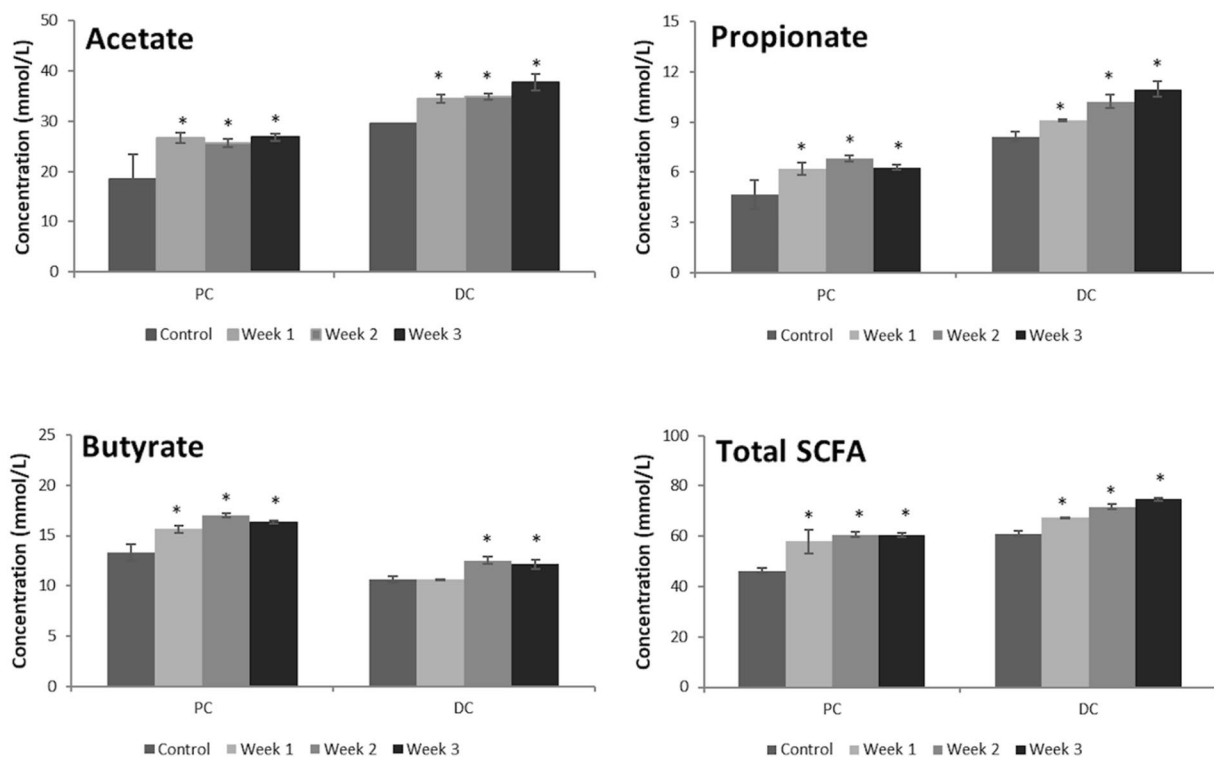 Acetate
Concentration (mmol/L)
50
40
30
20
10
0
* * * * * *
PC DC
Control Week 1 Week 2 Week 3
Propionate
Concentration (mmol/L)
15
12
9
6
3
0
* * * * * *
PC DC
Control Week 1 Week 2 Week 3
Butyrate
Concentration (mmol/L)
25
20
15
10
5
0
* * * * *
PC DC
Control Week 1 Week 2 Week 3
Total SCFA
Concentration (mmol/L)
100
80
60
40
20
0
* * * * * *
PC DC
Control Week 1 Week 2 Week 3